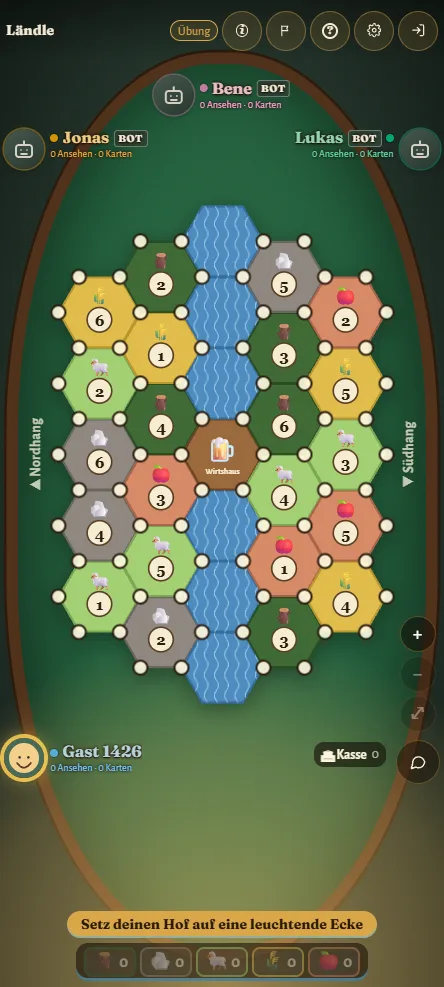 Ländle
Übung
Bene BOT
0 Ansehen · 0 Karten
Jonas BOT
0 Ansehen · 0 Karten
Lukas BOT
0 Ansehen · 0 Karten
2
5
6
2
1
3
2
5
4
6
Wirtshaus
6
3
3
4
4
5
5
1
1
4
2
3
◀ Nordhang
Südhang ▶
+
−
Gast 1426
0 Ansehen · 0 Karten
Kasse 0
Setz deinen Hof auf eine leuchtende Ecke
0 0 0 0 0